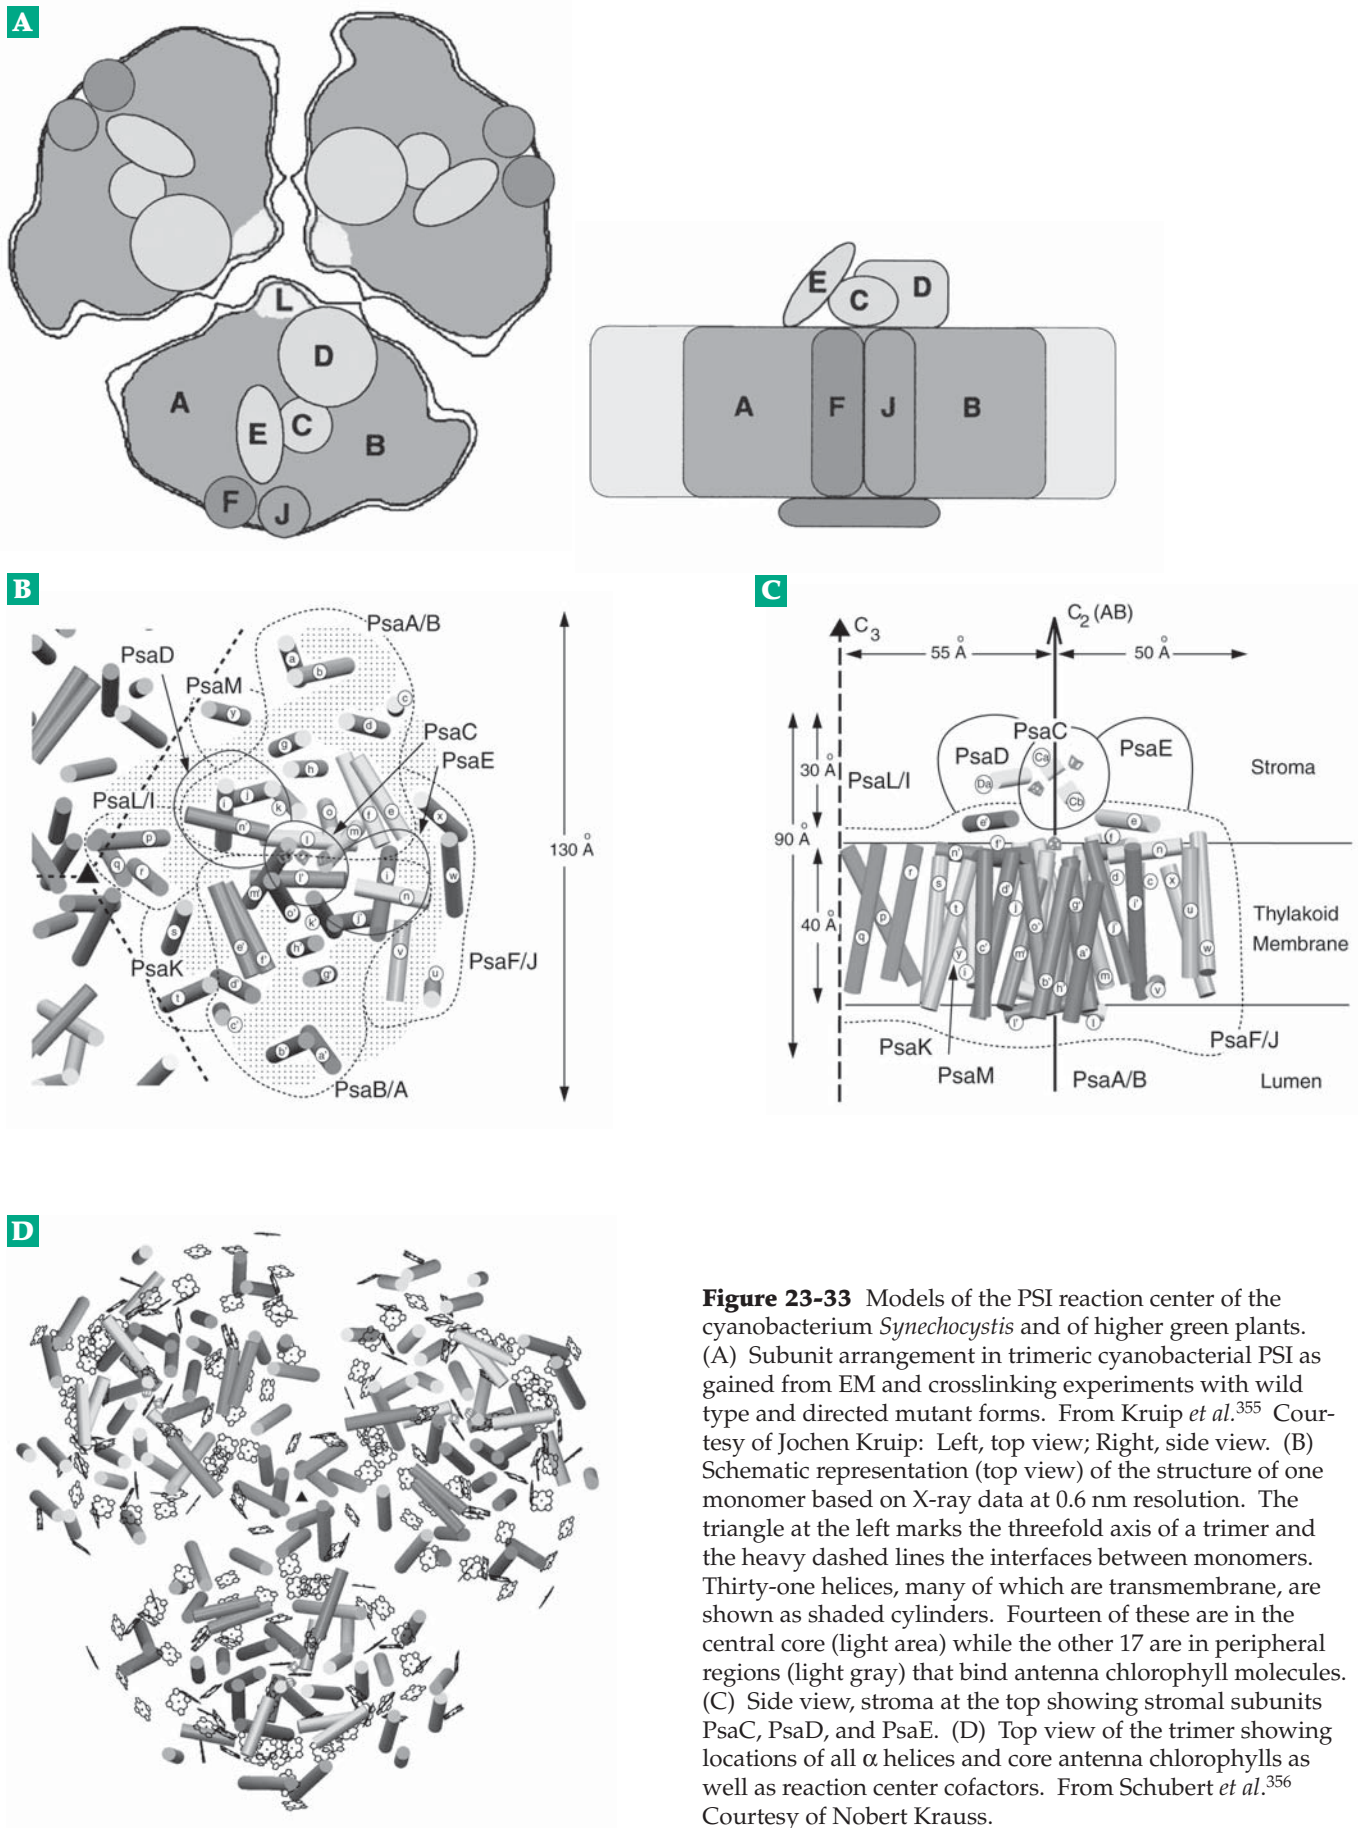 A
L
D
A
E
C
B
F
J
E
C
D
A
F
J
B
B
PsaA/B
PsaD
PsaM
a
b
c
y
d
g
PsaC
PsaE
h
PsaL/I
i
j
k
o
f
e
x
n'
m
l
p
130 Å
q
r
l'
i
w
m'
n
o'
k'
j'
s
e'
f'
h'
v
PsaK
g'
u
PsaF/J
t
d'
c'
b'
a'
PsaB/A
C
C3
C2 (AB)
55 Å
50 Å
PsaC
PsaD
Ca
PsaE
30 Å
PsaL/I
Da
Cb
Stroma
e'
e
90 Å
f'
f
n'
n
r
s
d'
d
c
x
40 Å
p
t
i
g'
i'
u
Thylakoid
Membrane
q
y
c'
o'
a'
j
w
i
m'
b'
h'
m
v
l'
l
PsaK
PsaF/J
PsaM
PsaA/B
Lumen
D
Figure 23-33 Models of the PSI reaction center of the
cyanobacterium Synechocystis and of higher green plants.
(A) Subunit arrangement in trimeric cyanobacterial PSI as
gained from EM and crosslinking experiments with wild
type and directed mutant forms. From Kruip et al.355 Cour-
tesy of Jochen Kruip: Left, top view; Right, side view. (B)
Schematic representation (top view) of the structure of one
monomer based on X-ray data at 0.6 nm resolution. The
triangle at the left marks the threefold axis of a trimer and
the heavy dashed lines the interfaces between monomers.
Thirty-one helices, many of which are transmembrane, are
shown as shaded cylinders. Fourteen of these are in the
central core (light area) while the other 17 are in peripheral
regions (light gray) that bind antenna chlorophyll molecules.
(C) Side view, stroma at the top showing stromal subunits
PsaC, PsaD, and PsaE. (D) Top view of the trimer showing
locations of all α helices and core antenna chlorophylls as
well as reaction center cofactors. From Schubert et al.356
Courtesy of Nobert Krauss.